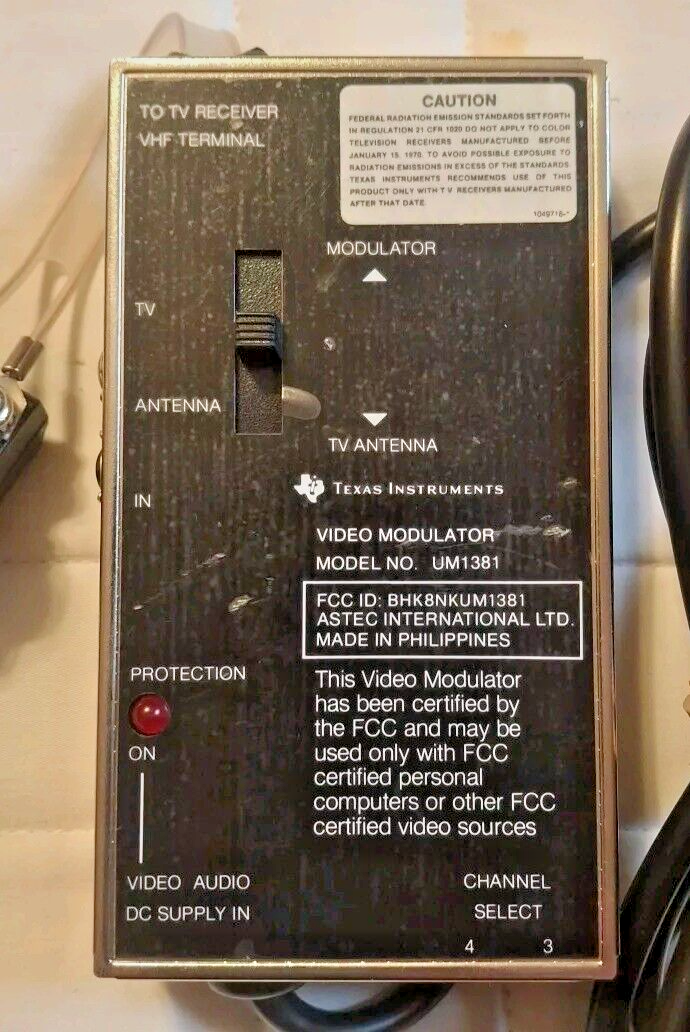 TO TV RECEIVER
VHF TERMINAL
CAUTION
FEDERAL RADIATION EMISSION STANDARDS SET FORTH
IN REGULATION 21 CFR 1020 DO NOT APPLY TO COLOR
TELEVISION RECEIVERS MANUFACTURED BEFORE
JANUARY 15, 1970. TO AVOID POSSIBLE EXPOSURE TO
RADIATION EMISSIONS IN EXCESS OF THE STANDARDS.
TEXAS INSTRUMENTS RECOMMENDS USE OF THIS
PRODUCT ONLY WITH T V RECEIVERS MANUFACTURED
AFTER THAT DATE.
1049716-*
MODULATOR
TV
ANTENNA
TV ANTENNA
IN
TEXAS INSTRUMENTS
VIDEO MODULATOR
MODEL NO. UM1381
FCC ID: BHK8NKUM1381
ASTEC INTERNATIONAL LTD.
MADE IN PHILIPPINES
PROTECTION
ON
This Video Modulator
has been certified by
the FCC and may be
used only with FCC
certified personal
computers or other FCC
certified video sources
VIDEO AUDIO
DC SUPPLY IN
CHANNEL
SELECT
4 3